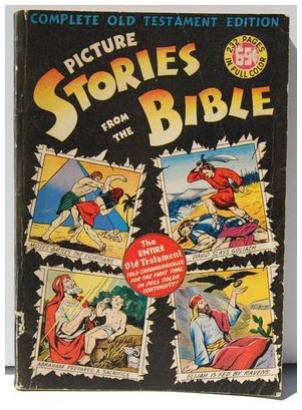 COMPLETE OLD TESTAMENT EDITION
PICTURE
STORIES
FROM
THE
BIBLE
232 PAGES
65¢
IN FULL COLOR
DAVID SLAYS GOLIATH
The
ENTIRE
Old Testament
TOLD CHRONOLOGICALLY
FOR THE FIRST TIME,
IN FULL COLOR
CONTINUITY!
ABRAHAM PREPARES A SACRIFICE
ELIJAH IS FED BY RAVENS